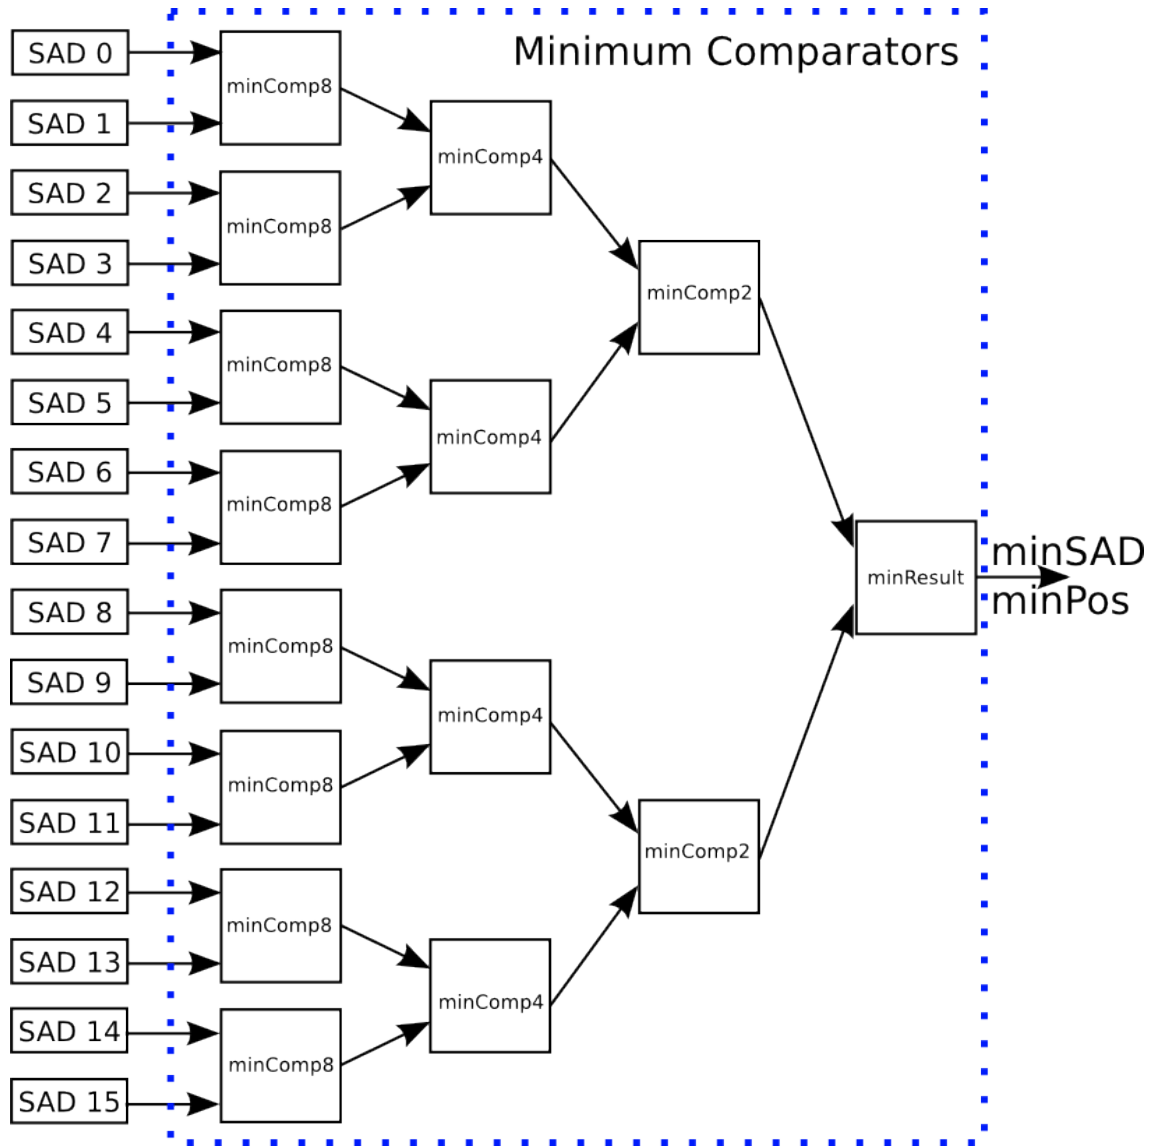 Minimum Comparators
SAD 0
SAD 1
SAD 2
SAD 3
SAD 4
SAD 5
SAD 6
SAD 7
SAD 8
SAD 9
SAD 10
SAD 11
SAD 12
SAD 13
SAD 14
SAD 15
minComp8
minComp8
minComp8
minComp8
minComp8
minComp8
minComp8
minComp8
minComp4
minComp4
minComp4
minComp4
minComp2
minComp2
minResult
minSAD
minPos